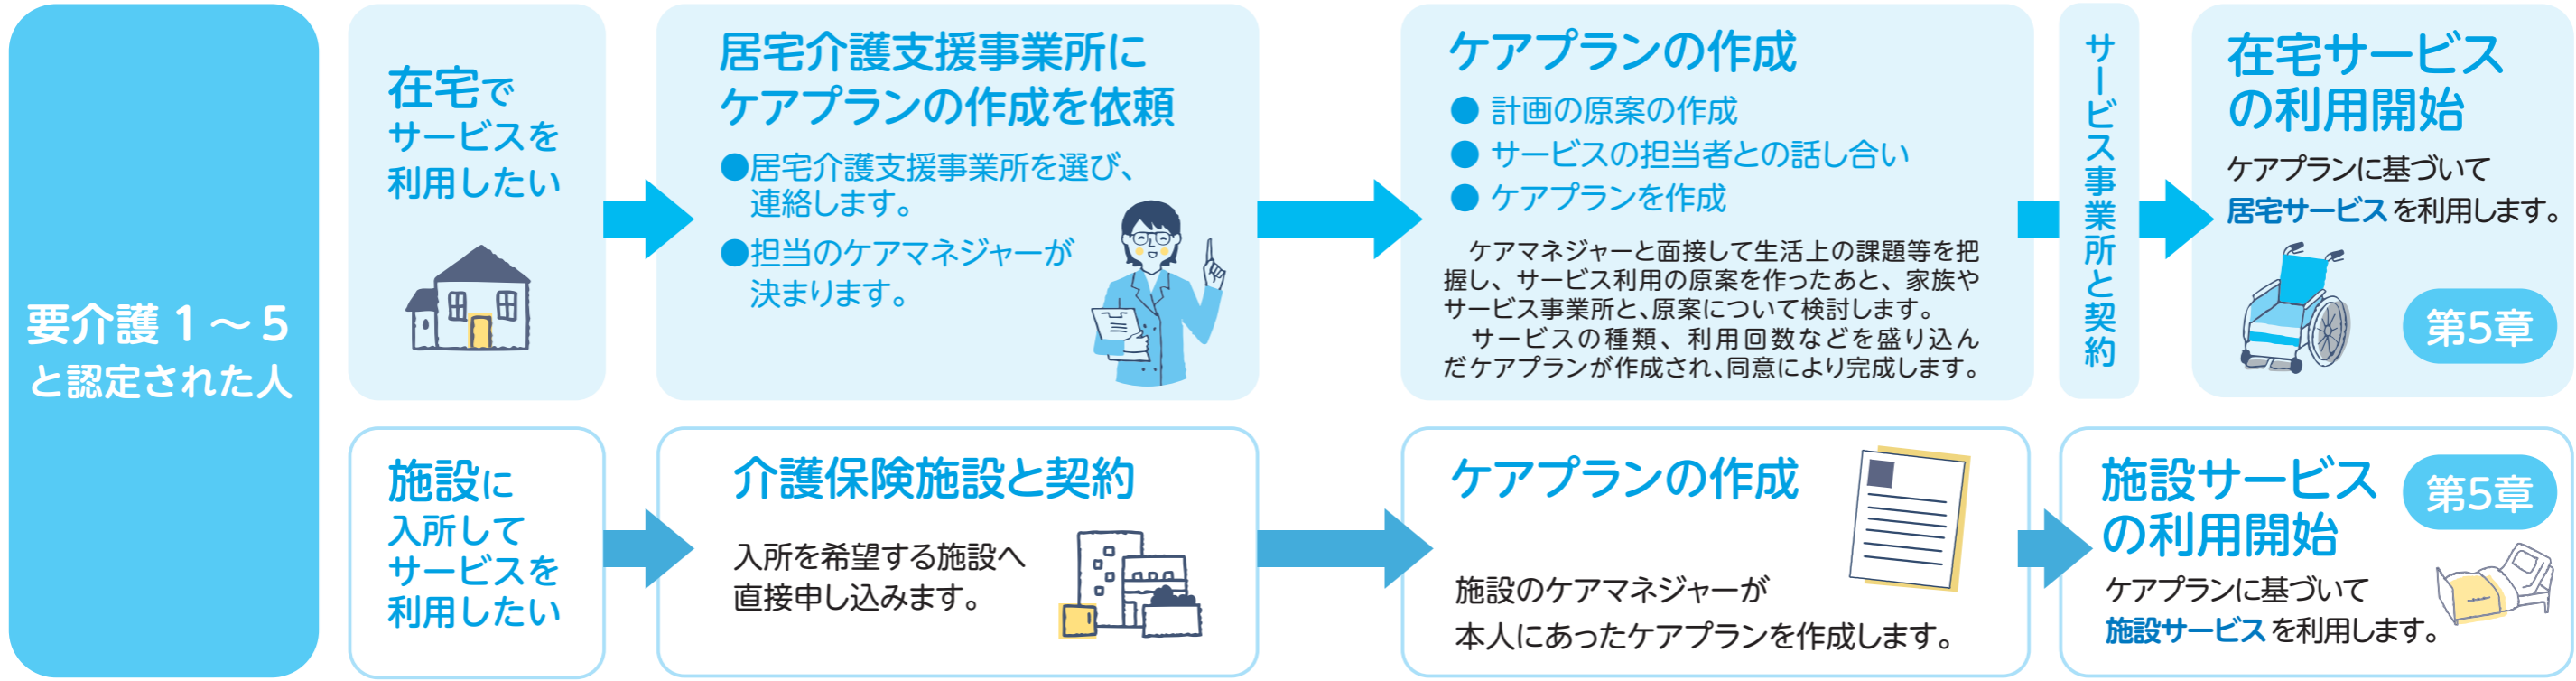 要介護1～5
と認定された人
在宅で
サービスを
利用したい
居宅介護支援事業所に
ケアプランの作成を依頼
●居宅介護支援事業所を選び、
連絡します。
●担当のケアマネジャーが
決まります。
ケアプランの作成
● 計画の原案の作成
● サービスの担当者との話し合い
● ケアプランを作成
ケアマネジャーと面接して生活上の課題等を把
握し、サービス利用の原案を作ったあと、家族や
サービス事業所と、原案について検討します。
サービスの種類、利用回数などを盛り込ん
だケアプランが作成され、同意により完成します。
サービス事業所と契約
在宅サービス
の利用開始
ケアプランに基づいて
居宅サービスを利用します。
第5章
施設に
入所して
サービスを
利用したい
介護保険施設と契約
入所を希望する施設へ
直接申し込みます。
ケアプランの作成
施設のケアマネジャーが
本人にあったケアプランを作成します。
施設サービス
の利用開始
第5章
ケアプランに基づいて
施設サービスを利用します。